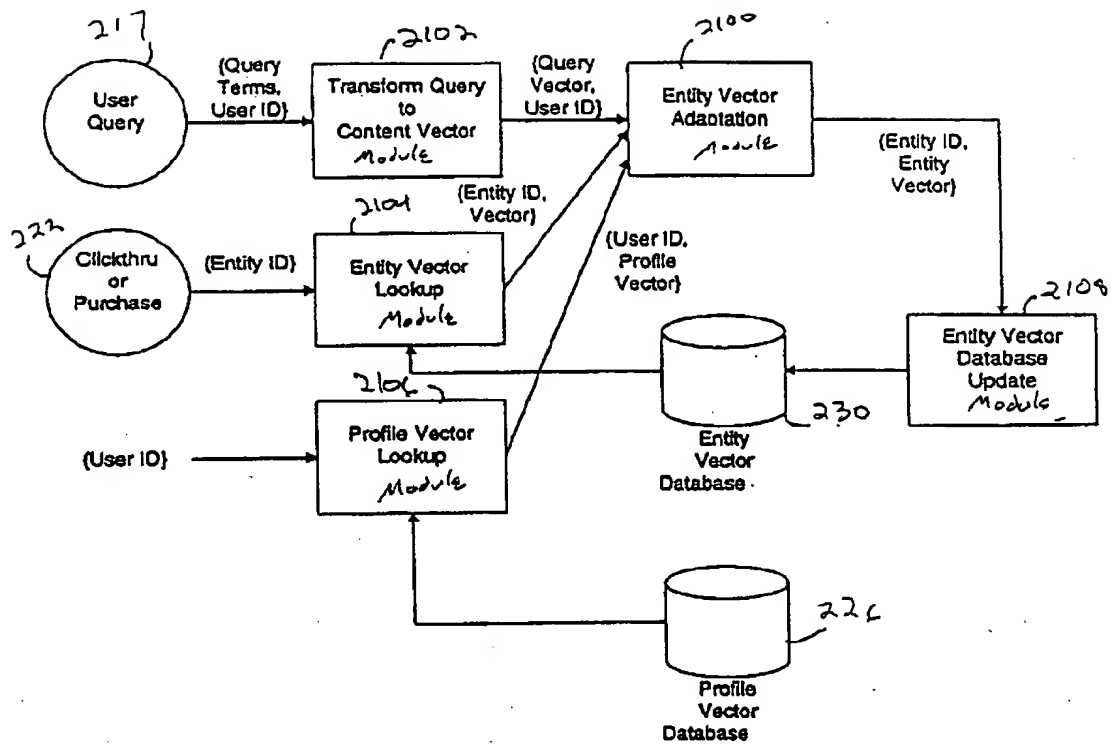 217
User
Query
{Query
Terms,
User ID}
2102
Transform Query
to
Content Vector
Module
{Query
Vector,
User ID}
2100
Entity Vector
Adaptation
Module
{Entity ID,
Entity
Vector}
222
Clickthru
or
Purchase
{Entity ID}
2104
Entity Vector
Lookup
Module
{Entity ID,
Vector}
{User ID,
Profile
Vector}
2108
Entity Vector
Database
Update
Module
230
Entity
Vector
Database
{User ID}
2106
Profile Vector
Lookup
Module
226
Profile
Vector
Database